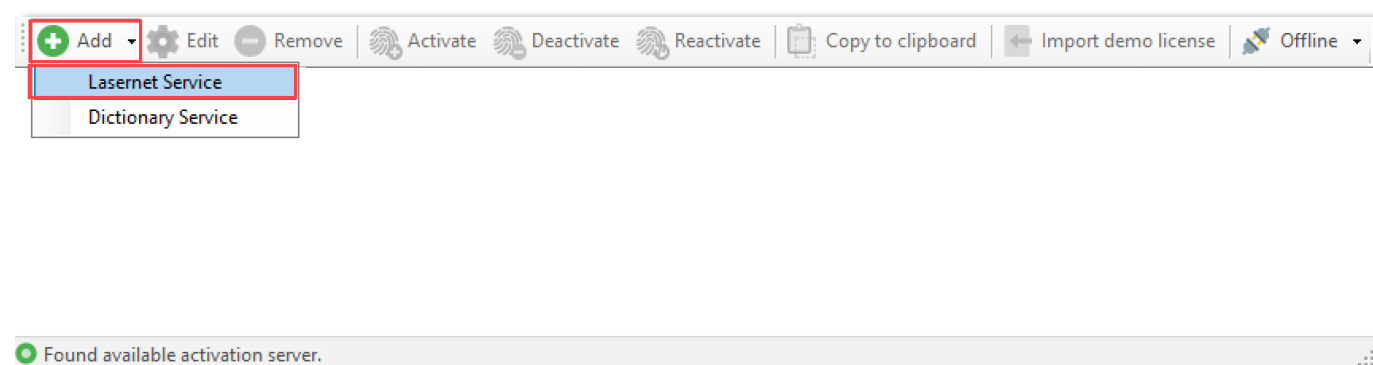 Add Edit Remove Activate Deactivate Reactivate Copy to clipboard Import demo license Offline
Lasernet Service
Dictionary Service
Found available activation server.